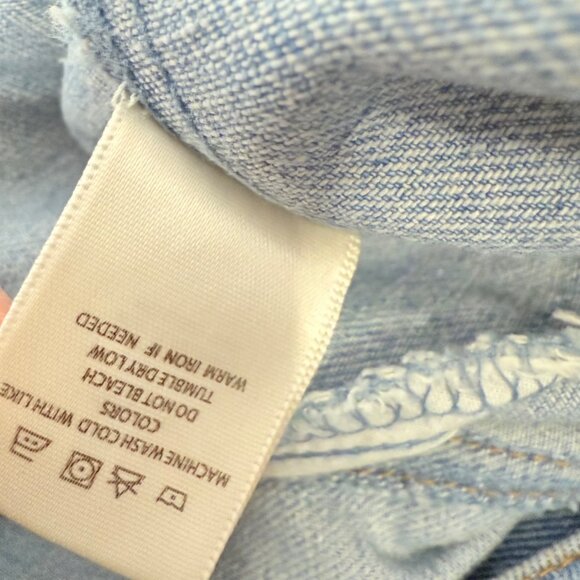 MACHINE WASH COLD WITH LIKE
COLORS
DO NOT BLEACH
TUMBLE DRY LOW
WARM IRON IF NEEDED